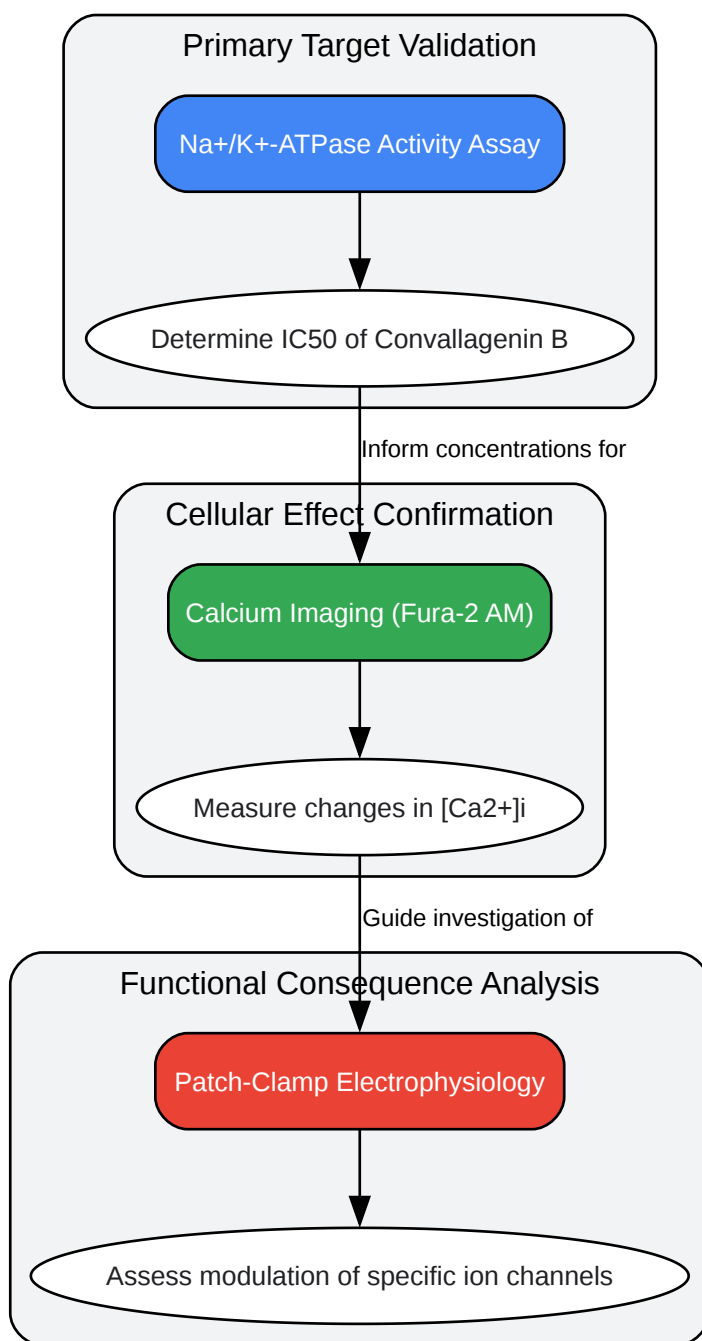 Primary Target Validation
Na+/K+-ATPase Activity Assay
Determine IC50 of Convallagenin B
Inform concentrations for
Cellular Effect Confirmation
Calcium Imaging (Fura-2 AM)
Measure changes in [Ca2+]i
Guide investigation of
Functional Consequence Analysis
Patch-Clamp Electrophysiology
Assess modulation of specific ion channels